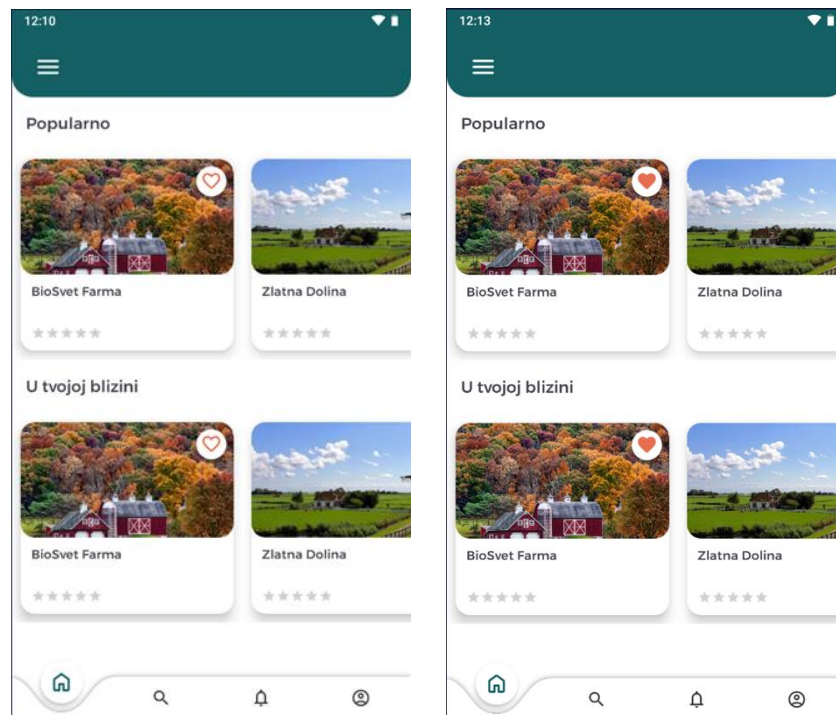 12:10
Popularno
BioSvet Farma
Zlatna Dolina
U tvojoj blizini
BioSvet Farma
Zlatna Dolina
12:13
Popularno
BioSvet Farma
Zlatna Dolina
U tvojoj blizini
BioSvet Farma
Zlatna Dolina